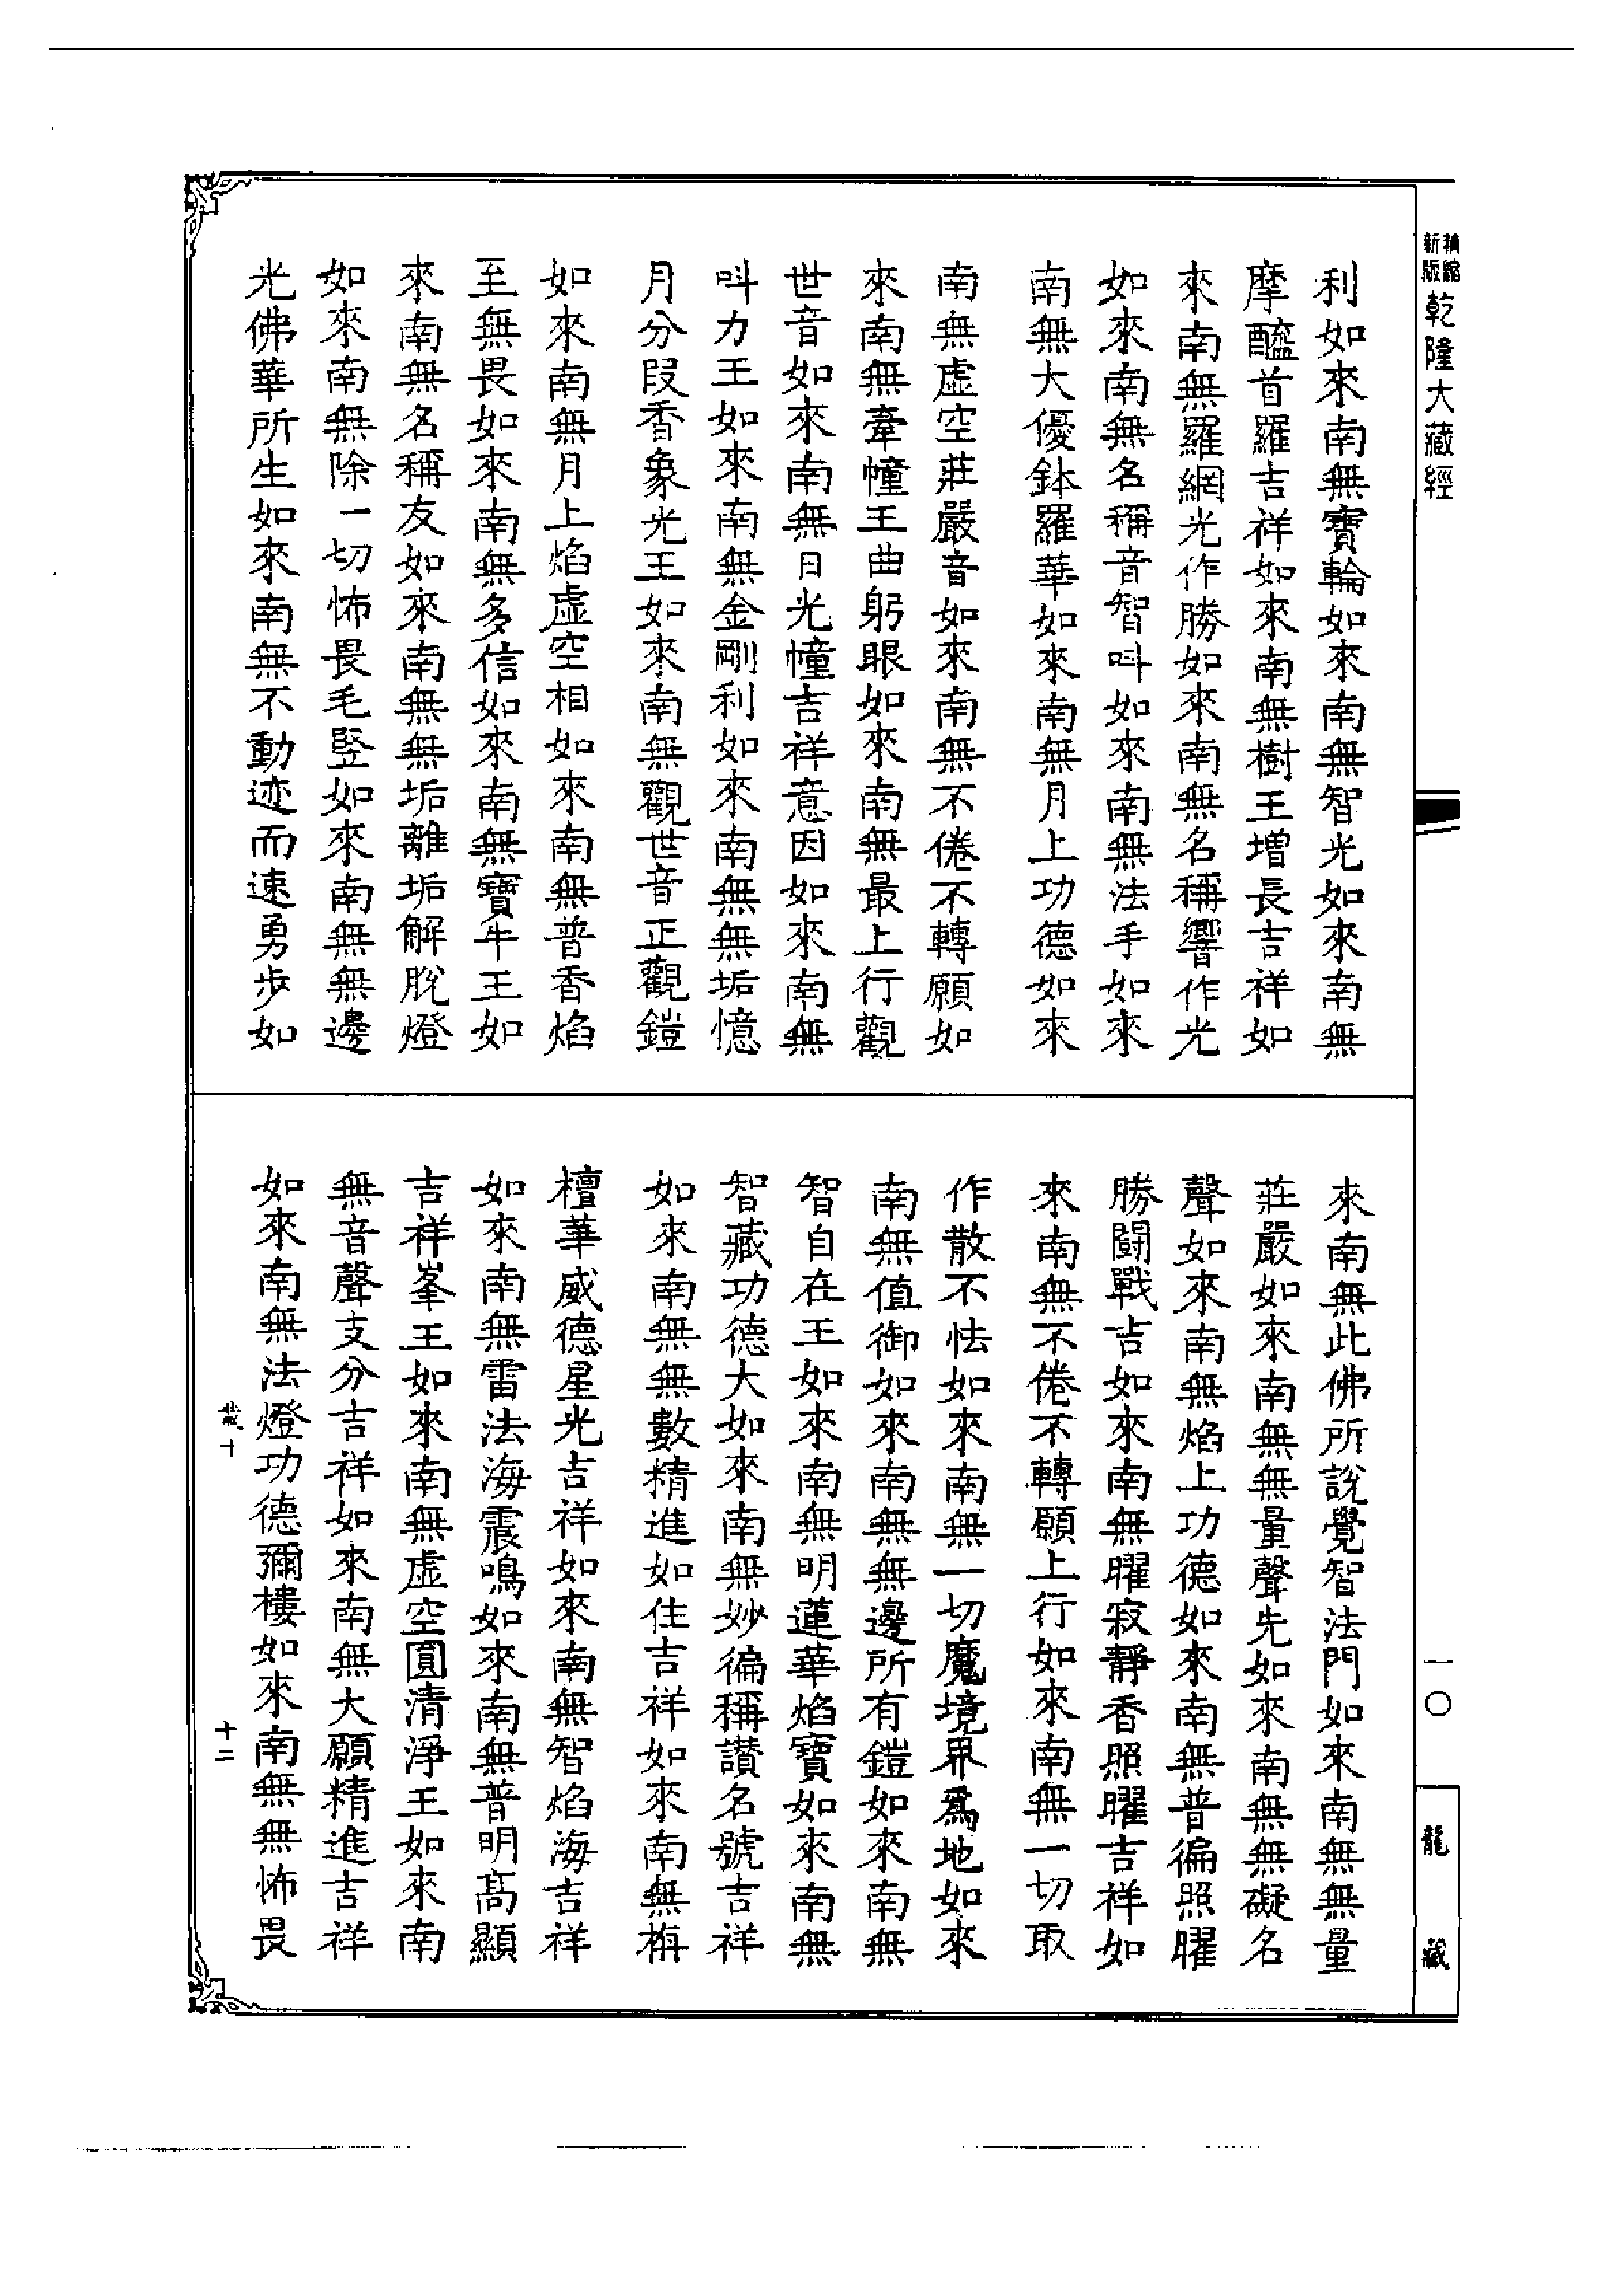 新版
精縮
乾隆大藏經
一〇
龍藏
利如來南無寶輪如來南無智光如來南無
摩醯首羅吉祥如來南無樹王增長吉祥如
來南無羅網光作勝如來南無名稱響作光
如來南無名稱音智呌如來南無法手如來
南無大優鉢羅華如來南無月上功德如來
南無虛空莊嚴音如來南無不倦不轉願如
來南無牽幢王曲躬眼如來南無最上行觀
世音如來南無日光幢吉祥意因如來南無
呌力王如來南無金剛利如來南無無垢憶
月分段香象光王如來南無觀世音正觀鎧
如來南無月上焰虛空相如來南無普香焰
至無畏如來南無多信如來南無寶牛王如
來南無名稱友如來南無無垢離垢解脫燈
如來南無除一切怖畏毛竪如來南無無邊
光佛華所生如來南無不動迹而速勇步如
來南無此佛所說覺智法門如來南無無量
莊嚴如來南無無量聲先如來南無無礙名
聲如來南無焰上功德如來南無普徧照曜
勝鬪戰吉如來南無曜寂靜香照曜吉祥如
來南無不倦不轉願上行如來南無一切取
作散不怯如來南無一切魔境界爲地如來
南無值御如來南無無邊所有鎧如來南無
智自在王如來南無明蓮華焰寶如來南無
智藏功德大如來南無妙徧稱讚名號吉祥
如來南無無數精進如住吉祥如來南無栴
檀華威德星光吉祥如來南無智焰海吉祥
如來南無雷法海震鳴如來南無普明高顯
吉祥峯王如來南無虛空圓清淨王如來南
無音聲支分吉祥如來南無大願精進吉祥
如來南無法燈功德彌樓如來南無無怖畏
十
十二